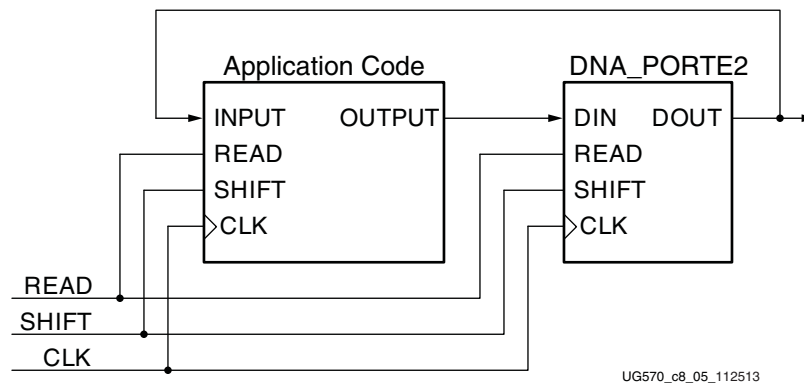 Application Code
DNA_PORTE2
INPUT OUTPUT
READ
SHIFT
CLK
DIN DOUT
READ
SHIFT
CLK
READ
SHIFT
CLK
UG570_c8_05_112513